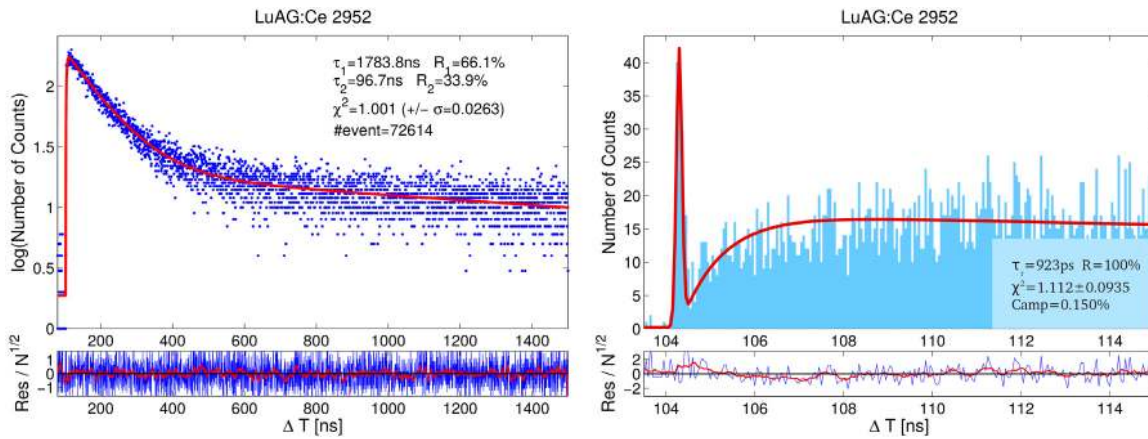 LuAG:Ce 2952
log(Number of Counts)
2
1.5
1
0.5
0
τ₁=1783.8ns R₁=66.1%
τ₂=96.7ns R₂=33.9%
χ²=1.001 (+/− σ=0.0263)
#event=72614
200 400 600 800 1000 1200 1400
Res / N^1/2
1
0
−1
200 400 600 800 1000 1200 1400
Δ T [ns]
LuAG:Ce 2952
Number of Counts
40
35
30
25
20
15
10
5
0
τᵣ=923ps R=100%
χ²=1.112±0.0935
Camp=0.150%
104 106 108 110 112 114
Res / N^1/2
2
0
−2
104 106 108 110 112 114
Δ T [ns]